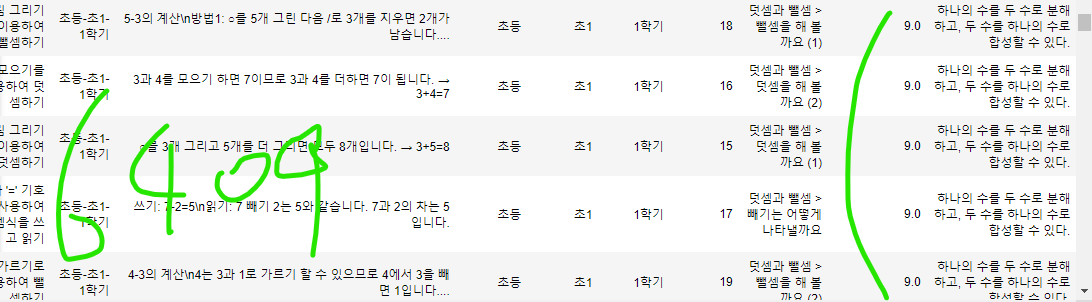 림 그리기 초등-초1- 5-3의 계산\n방법1: ○를 5개 그린 다음 /로 3개를 지우면 2개가 초등 초1 1학기 18 덧셈과 뺄셈 > 9.0 하나의 수를 두 수로 분해
이용하여 1학기 남습니다.... 뺄셈을 해 볼 하고, 두 수를 하나의 수로
뺄셈하기 까요 (1) 합성할 수 있다.
모으기를 초등-초1- 3과 4를 모으기 하면 7이므로 3과 4를 더하면 7이 됩니다. → 초등 초1 1학기 16 덧셈과 뺄셈 > 9.0 하나의 수를 두 수로 분해
용하여 덧 1학기 3+4=7 덧셈을 해 볼 하고, 두 수를 하나의 수로
셈하기 까요 (2) 합성할 수 있다.
림 그리기 초등-초1- ○를 3개 그리고 5개를 더 그리면 모두 8개입니다. → 3+5=8 초등 초1 1학기 15 덧셈과 뺄셈 > 9.0 하나의 수를 두 수로 분해
이용하여 1학기 덧셈을 해 볼 하고, 두 수를 하나의 수로
덧셈하기 까요 (1) 합성할 수 있다.
'=' 기호 초등-초1- 쓰기: 7-2=5\n읽기: 7 빼기 2는 5와 같습니다. 7과 2의 차는 5 초등 초1 1학기 17 덧셈과 뺄셈 > 9.0 하나의 수를 두 수로 분해
사용하여 1학기 입니다. 빼기는 어떻게 하고, 두 수를 하나의 수로
셈식을 쓰 나타낼까요 합성할 수 있다.
고 읽기
가르기로 초등-초1- 4-3의 계산\n4는 3과 1로 가르기 할 수 있으므로 4에서 3을 빼 초등 초1 1학기 19 덧셈과 뺄셈 > 9.0 하나의 수를 두 수로 분해
용하여 뺄 1학기 면 1입니다.... 뺄셈을 해 볼 하고, 두 수를 하나의 수로
셈하기 까요 (2) 합성할 수 있다.
6404